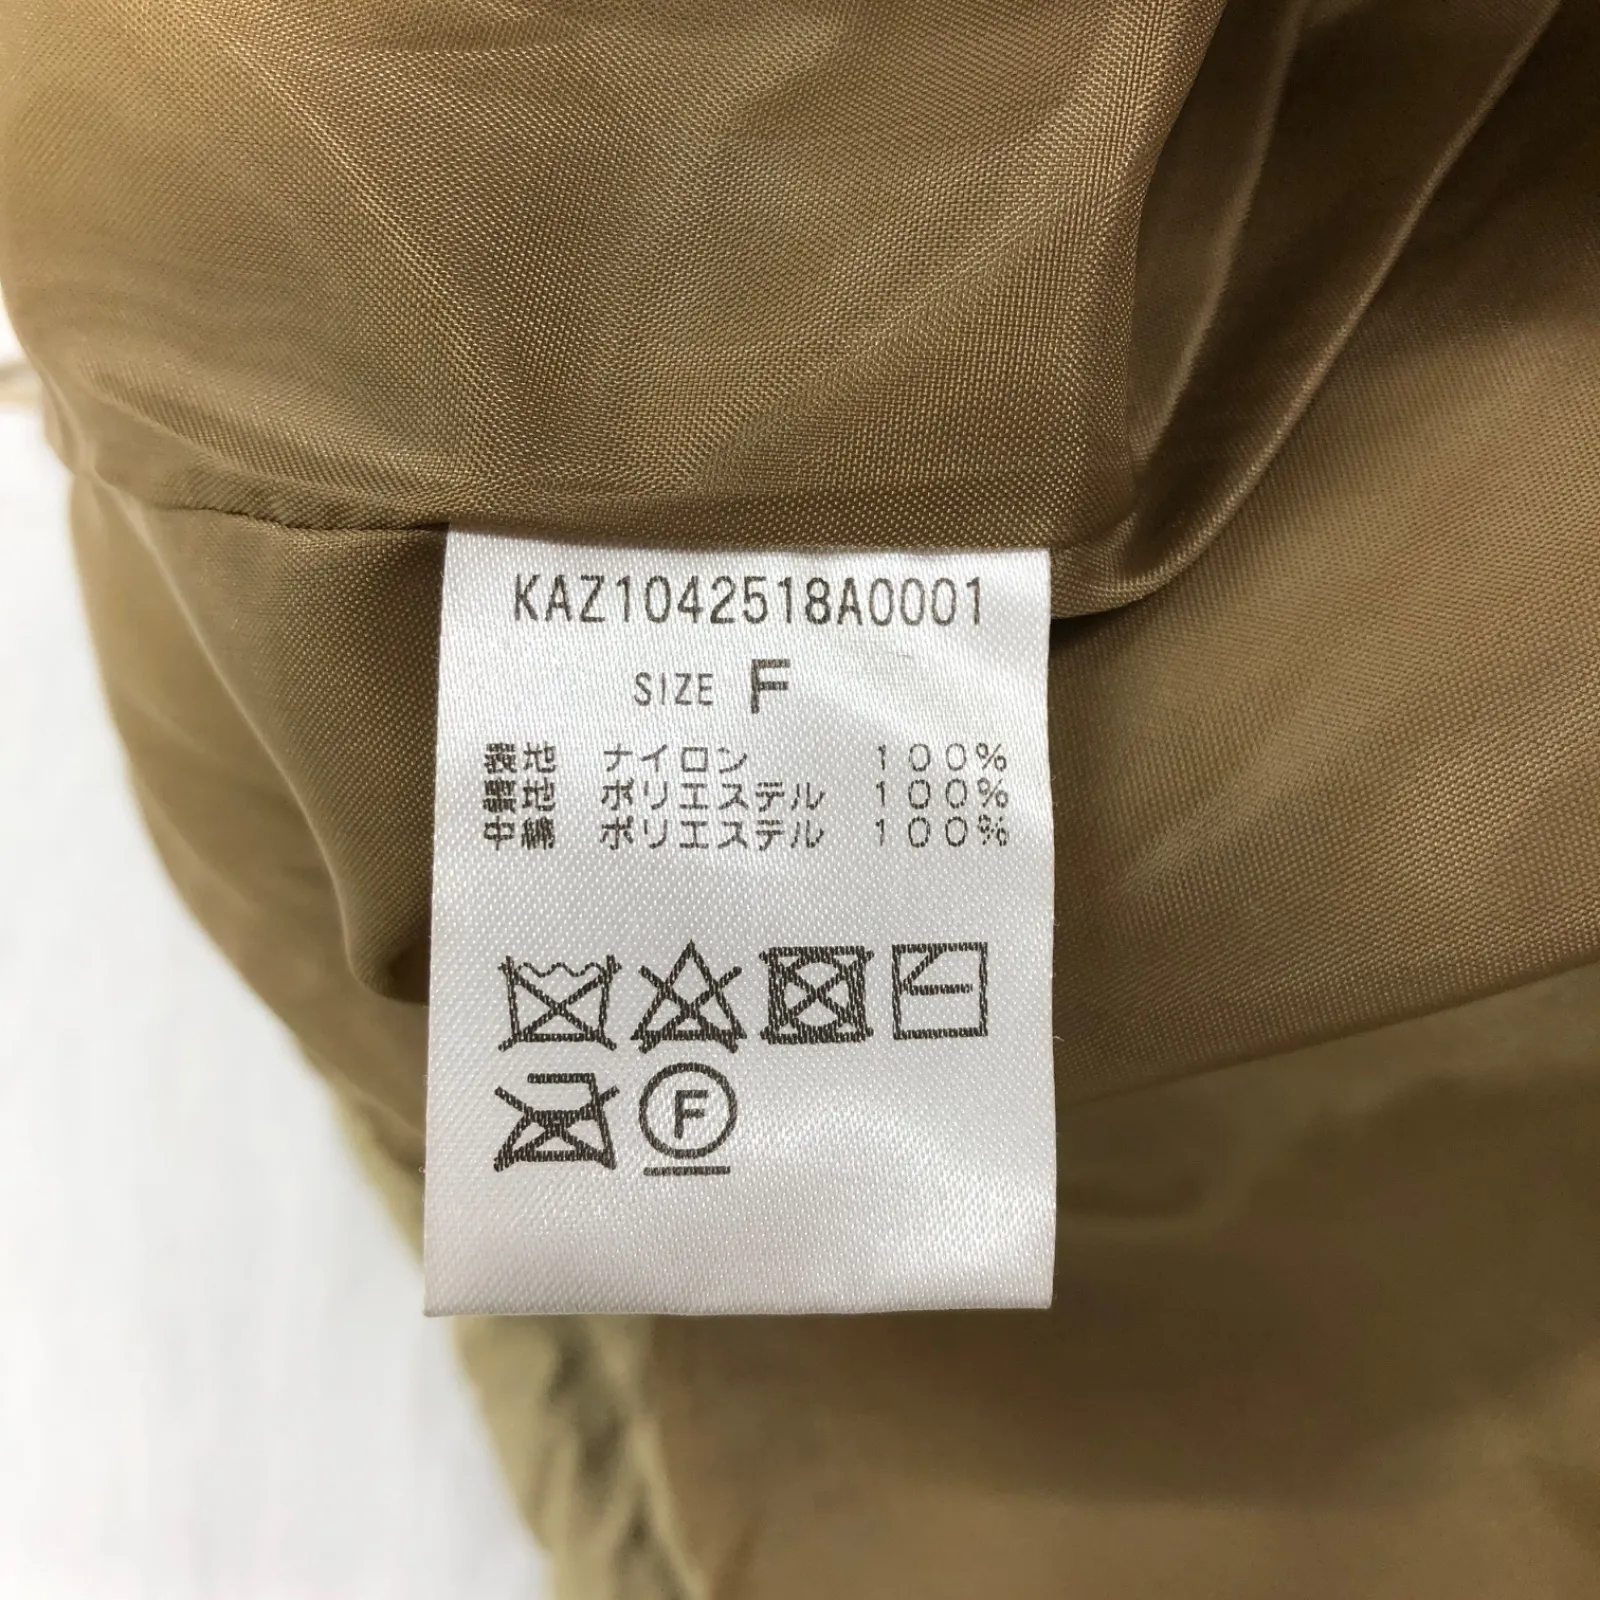 KAZ1042518A0001
SIZE F
表地 ナイロン 100%
裏地 ポリエステル 100%
中綿 ポリエステル 100%
F